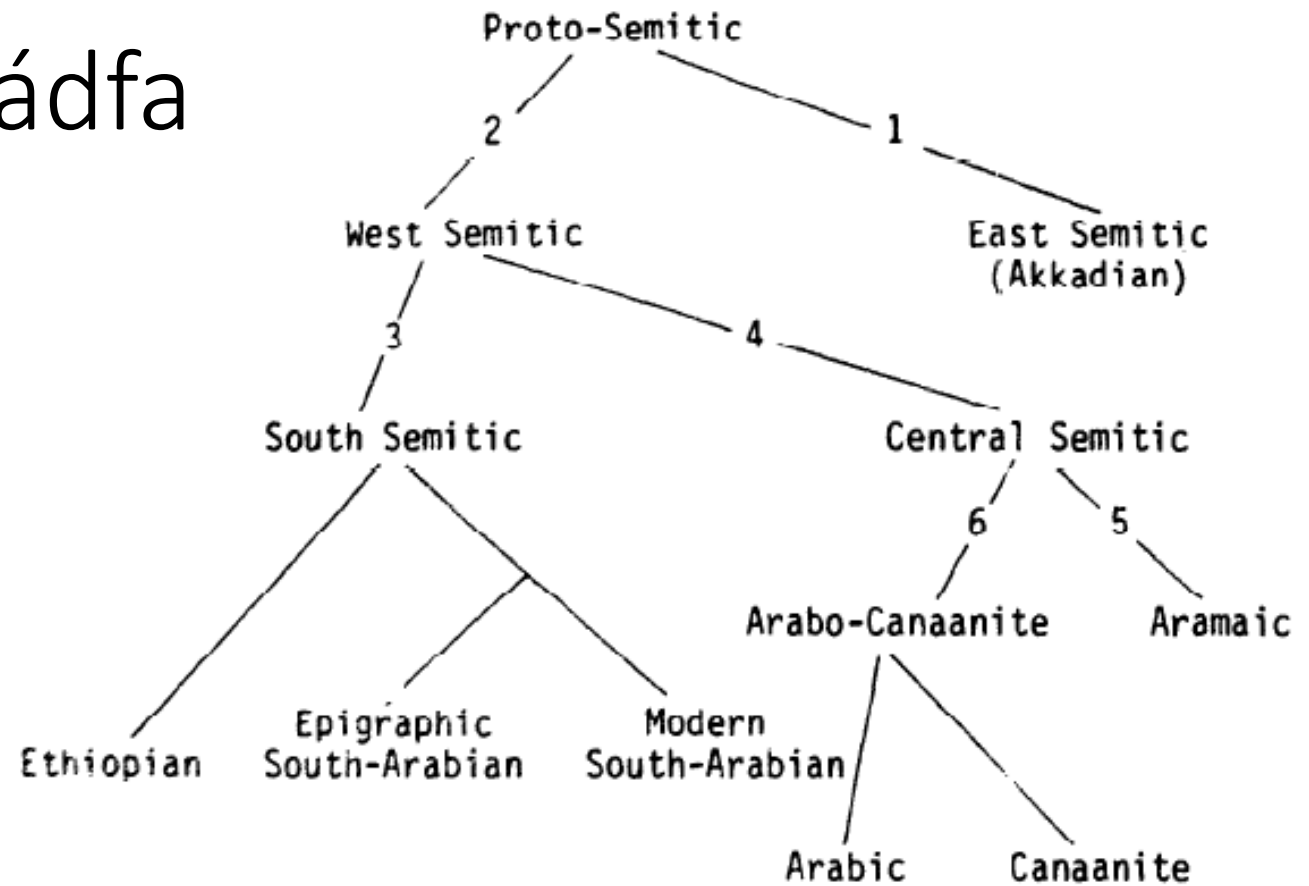 Proto-Semitic
ádfa
2
1
West Semitic
East Semitic
(Akkadian)
3
4
South Semitic
Central Semitic
6
5
Arabo-Canaanite
Aramaic
Epigraphic
South-Arabian
Modern
South-Arabian
Ethiopian
Arabic
Canaanite